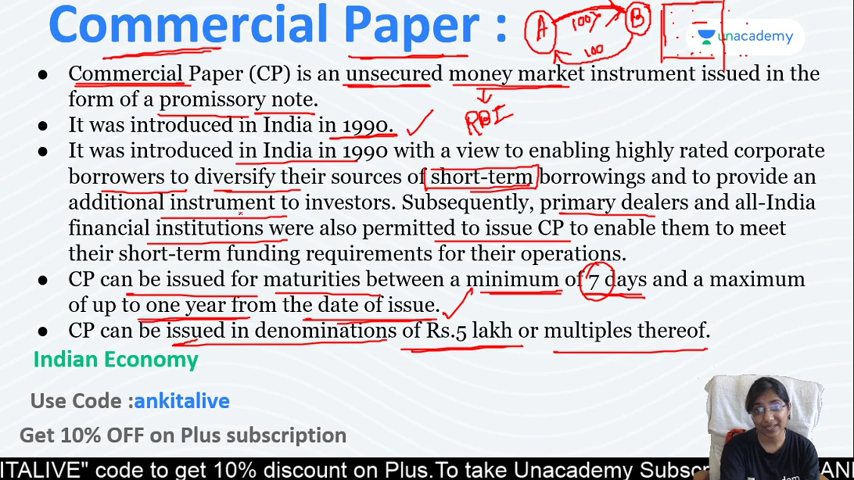 Commercial Paper :
A 100 B
100
unacademy
● Commercial Paper (CP) is an unsecured money market instrument issued in the
form of a promissory note.
RBI
● It was introduced in India in 1990.
● It was introduced in India in 1990 with a view to enabling highly rated corporate
borrowers to diversify their sources of short-term borrowings and to provide an
additional instrument to investors. Subsequently, primary dealers and all-India
financial institutions were also permitted to issue CP to enable them to meet
their short-term funding requirements for their operations.
● CP can be issued for maturities between a minimum of 7 days and a maximum
of up to one year from the date of issue.
● CP can be issued in denominations of Rs.5 lakh or multiples thereof.
Indian Economy
Use Code :ankitalive
Get 10% OFF on Plus subscription
ITALIVE" code to get 10% discount on Plus.To take Unacademy Subscr